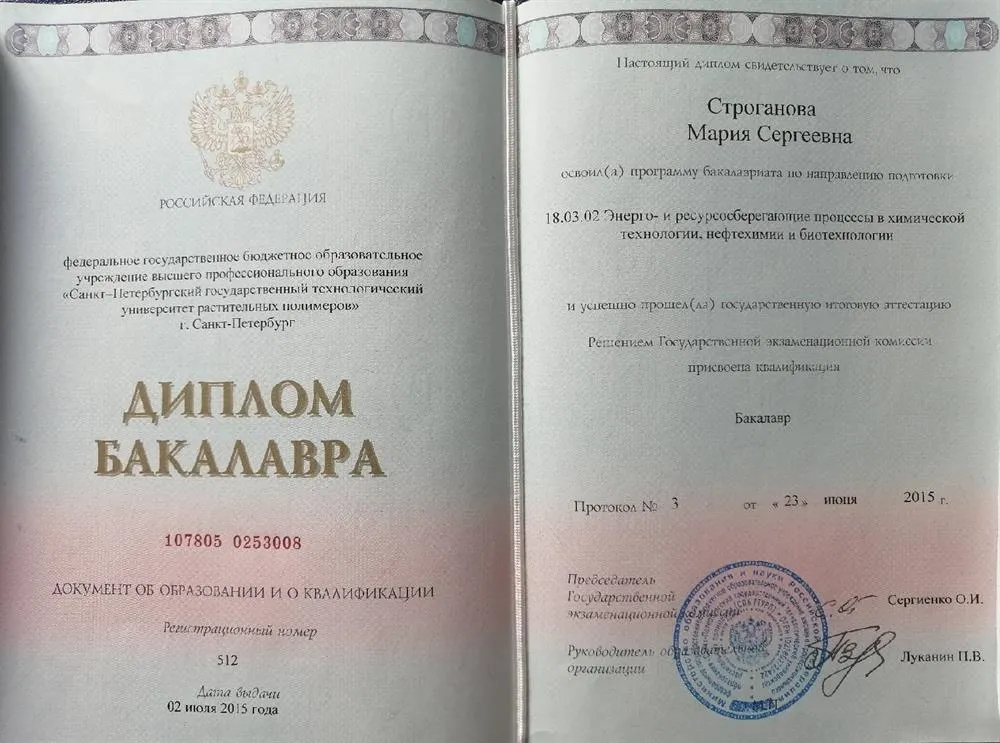 РОССИЙСКАЯ ФЕДЕРАЦИЯ
федеральное государственное бюджетное образовательное
учреждение высшего профессионального образования
«Санкт-Петербургский государственный технологический
университет растительных полимеров»
г. Санкт-Петербург
ДИПЛОМ
БАКАЛАВРА
107805 0253008
ДОКУМЕНТ ОБ ОБРАЗОВАНИИ И О КВАЛИФИКАЦИИ
Регистрационный номер
512
Дата выдачи
02 июля 2015 года
Настоящий диплом свидетельствует о том, что
Строганова
Мария Сергеевна
освоил(а) программу бакалавриата по направлению подготовки
18.03.02 Энерго- и ресурсосберегающие процессы в химической
технологии, нефтехимии и биотехнологии
и успешно прошел(ла) государственную итоговую аттестацию
Решением Государственной экзаменационной комиссии
присвоена квалификация
Бакалавр
Протокол № 3 от « 23 » июня 2015 г.
Председатель
Государственной
экзаменационной комиссии
Сергиенко О.И.
Руководитель образовательной
организации
Луканин П.В.
М.П.